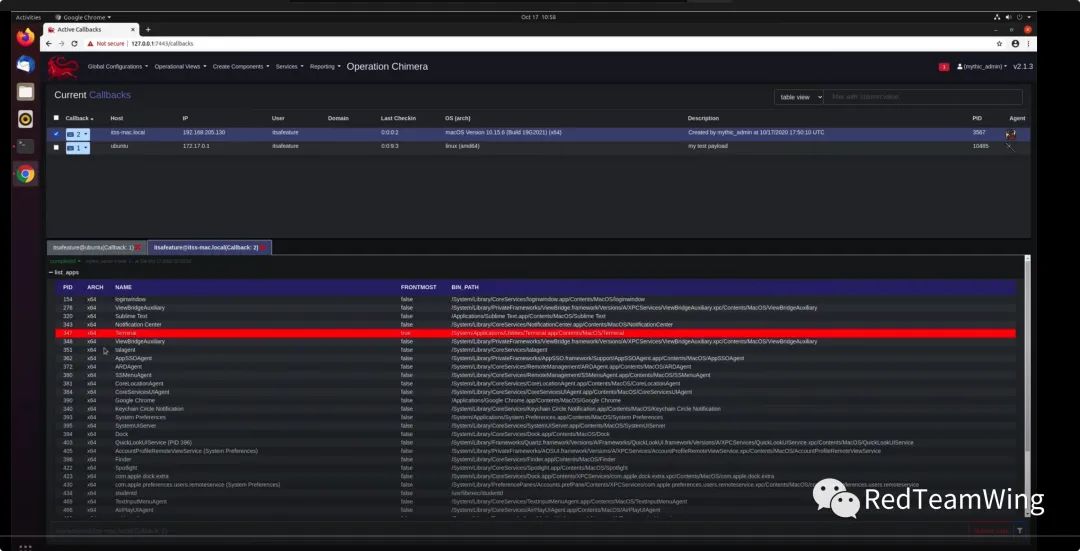 Activities Google Chrome Oct 17 10:58
Active Callbacks
Not secure 127.0.0.1:7443/callbacks
Global Configurations Operational Views Create Components Services Reporting Operation Chimera (mythic_admin) v2.1.3
Current Callbacks table view
Callback Host IP User Domain Last Checkin OS (arch) Description PID Agent
2 itss-mac.local 192.168.205.130 itsafeature 0:0:0:2 macOS Version 10.15.6 (Build 19G2021) (x64) Created by mythic_admin at 10/17/2020 17:50:10 UTC 3567
1 ubuntu 172.17.0.1 itsafeature 0:0:9:3 linux (amd64) my test payload 10485
itsafeature@ubuntu(Callback: 1) itsafeature@itss-mac.local(Callback: 2)
completed
list_apps
PID ARCH NAME FRONTMOST BIN_PATH
154 x64 loginwindow false /System/Library/CoreServices/loginwindow.app/Contents/MacOS/loginwindow
276 x64 ViewBridgeAuxiliary false /System/Library/PrivateFrameworks/ViewBridge.framework/Versions/A/XPCServices/ViewBridgeAuxiliary.xpc/Contents/MacOS/ViewBridgeAuxiliary
320 x64 Sublime Text false /Applications/Sublime Text.app/Contents/MacOS/Sublime Text
343 x64 Notification Center false /System/Library/CoreServices/NotificationCenter.app/Contents/MacOS/NotificationCenter
347 x64 Terminal true /System/Applications/Utilities/Terminal.app/Contents/MacOS/Terminal
348 x64 ViewBridgeAuxiliary false /System/Library/PrivateFrameworks/ViewBridge.framework/Versions/A/XPCServices/ViewBridgeAuxiliary.xpc/Contents/MacOS/ViewBridgeAuxiliary
351 x64 talagent false /System/Library/CoreServices/talagent
362 x64 AppSSOAgent false /System/Library/PrivateFrameworks/AppSSO.framework/Support/AppSSOAgent.app/Contents/MacOS/AppSSOAgent
372 x64 ARDAgent false /System/Library/CoreServices/RemoteManagement/ARDAgent.app/Contents/MacOS/ARDAgent
380 x64 SSMenuAgent false /System/Library/CoreServices/RemoteManagement/SSMenuAgent.app/Contents/MacOS/SSMenuAgent
381 x64 CoreLocationAgent false /System/Library/CoreServices/CoreLocationAgent.app/Contents/MacOS/CoreLocationAgent
384 x64 CoreServicesUIAgent false /System/Library/CoreServices/CoreServicesUIAgent.app/Contents/MacOS/CoreServicesUIAgent
390 x64 Google Chrome false /Applications/Google Chrome.app/Contents/MacOS/Google Chrome
340 x64 Keychain Circle Notification false /System/Library/CoreServices/Keychain Circle Notification.app/Contents/MacOS/Keychain Circle Notification
393 x64 System Preferences false /System/Applications/System Preferences.app/Contents/MacOS/System Preferences
395 x64 SystemUIServer false /System/Library/CoreServices/SystemUIServer.app/Contents/MacOS/SystemUIServer
394 x64 Dock false /System/Library/CoreServices/Dock.app/Contents/MacOS/Dock
403 x64 QuickLookUIService (PID 396) false /System/Library/Frameworks/Quartz.framework/Versions/A/Frameworks/QuickLookUI.framework/Versions/A/XPCServices/QuickLookUIService.xpc/Contents/MacOS/QuickLookUIService
405 x64 AccountProfileRemoteViewService (System Preferences) false /System/Library/PrivateFrameworks/AOSUI.framework/Versions/A/XPCServices/AccountProfileRemoteViewService.xpc/Contents/MacOS/AccountProfileRemoteViewService
396 x64 Finder false /System/Library/CoreServices/Finder.app/Contents/MacOS/Finder
422 x64 Spotlight false /System/Library/CoreServices/Spotlight.app/Contents/MacOS/Spotlight
423 x64 com.apple.dock.extra false /System/Library/CoreServices/Dock.app/Contents/XPCServices/com.apple.dock.extra.xpc/Contents/MacOS/com.apple.dock.extra
430 x64 com.apple.preferences.users.remoteservice (System Preferences) false /System/Library/PreferencePanes/Accounts.prefPane/Contents/XPCServices/com.apple.preferences.users.remoteservice.xpc/Contents/MacOS/com.apple.preferences.users.remoteservice
434 x64 studentd false /usr/libexec/studentd
465 x64 TextInputMenuAgent false /System/Library/CoreServices/TextInputMenuAgent.app/Contents/MacOS/TextInputMenuAgent
466 x64 AirPlayUIAgent false /System/Library/CoreServices/AirPlayUIAgent.app/Contents/MacOS/AirPlayUIAgent
RedTeamWing